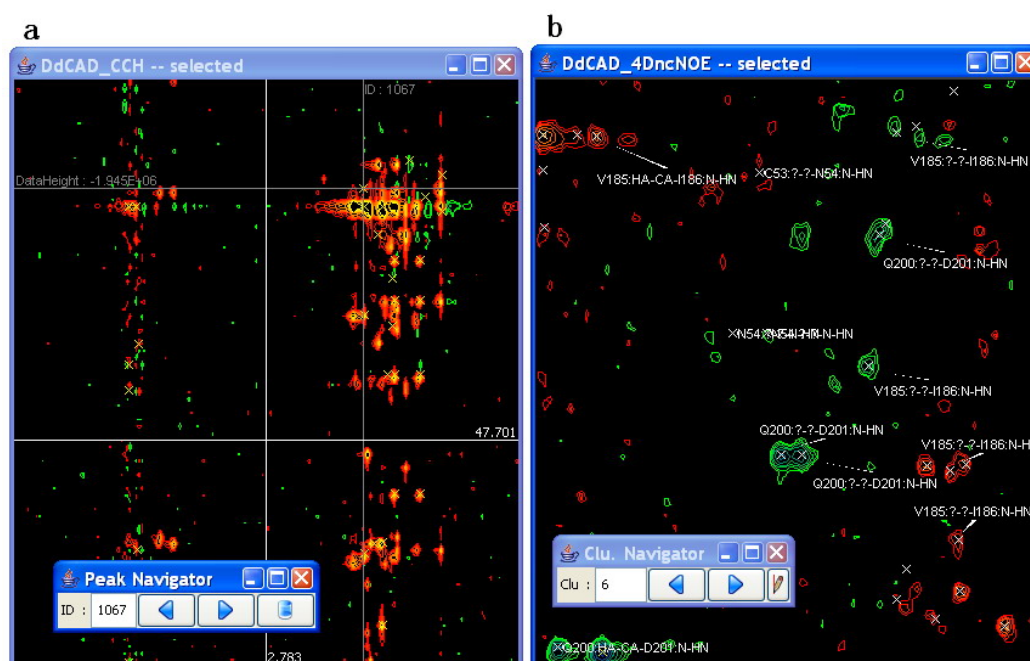 a
DdCAD_CCH -- selected
ID : 1067
DataHeight : -1.945E+06
47.701
2.783
Peak Navigator
ID : 1067
b
DdCAD_4DncNOE -- selected
V185:?-?-I186:N-HN
V185:HA-CA-I186:N-HN
C53:?-?-N54:N-HN
Q200:?-?-D201:N-HN
V185:?-?-I186:N-HN
Q200:?-?-D201:N-HN
V185:?-?-I186:N-H
Q200:?-?-D201:N-HN
V185:?-?-I186:N-HN
Clu. Navigator
Clu : 6
Q200:HA-CA-D201:N-HN